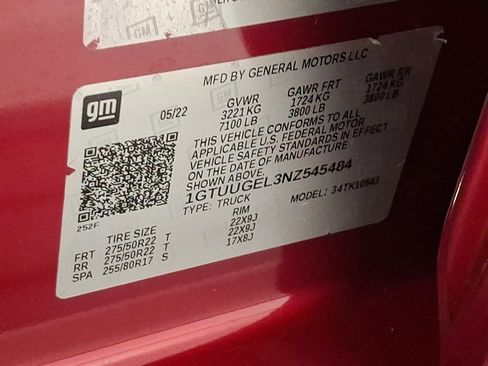 GM
MFD BY GENERAL MOTORS LLC
gm
05/22
GVWR GAWR FRT GAWR RR
3221 KG 1724 KG 1724 KG
7100 LB 3800 LB 3800 LB
THIS VEHICLE CONFORMS TO ALL
APPLICABLE U.S. FEDERAL MOTOR
VEHICLE SAFETY STANDARDS IN EFFECT
ON THE DATE OF MANUFACTURE
1GTUUGEL3NZ545484
TYPE: TRUCK MODEL: 34TK10543
252F
TIRE SIZE RIM
FRT 275/50R22 T 22X9J
RR 275/50R22 T 22X9J
SPA 255/80R17 S 17X8J